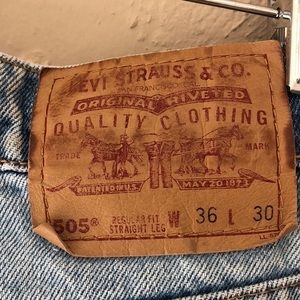 LEVI STRAUSS & CO.
SAN FRANCISCO
ORIGINAL RIVETED
QUALITY CLOTHING
TRADE MARK
PATENTED IN U.S. MAY 20 1873
505® REGULAR FIT STRAIGHT LEG W 36 L 30